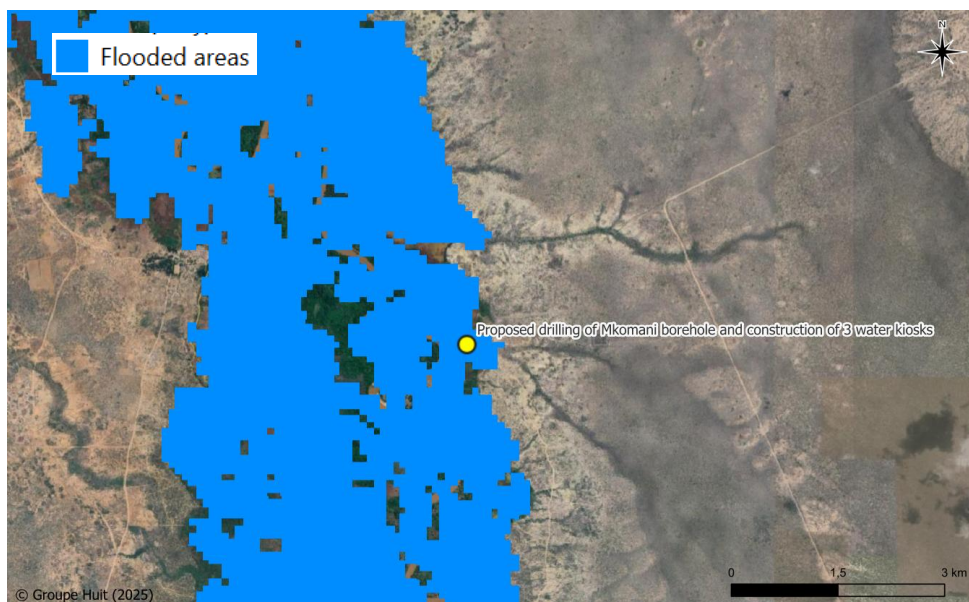 Flooded areas
N
Proposed drilling of Mkomani borehole and construction of 3 water kiosks
0 1,5 3 km
© Groupe Huit (2025)